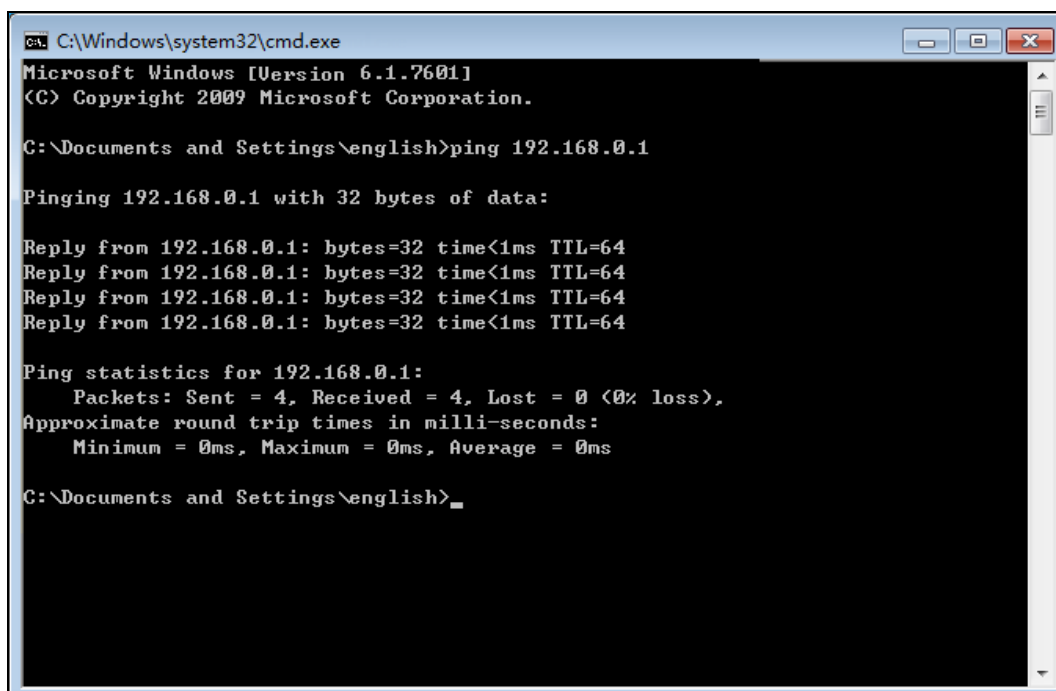 C:\Windows\system32\cmd.exe
Microsoft Windows [Version 6.1.7601]
(C) Copyright 2009 Microsoft Corporation.
C:\Documents and Settings\english>ping 192.168.0.1
Pinging 192.168.0.1 with 32 bytes of data:
Reply from 192.168.0.1: bytes=32 time<1ms TTL=64
Reply from 192.168.0.1: bytes=32 time<1ms TTL=64
Reply from 192.168.0.1: bytes=32 time<1ms TTL=64
Reply from 192.168.0.1: bytes=32 time<1ms TTL=64
Ping statistics for 192.168.0.1:
Packets: Sent = 4, Received = 4, Lost = 0 (0% loss),
Approximate round trip times in milli-seconds:
Minimum = 0ms, Maximum = 0ms, Average = 0ms
C:\Documents and Settings\english>_